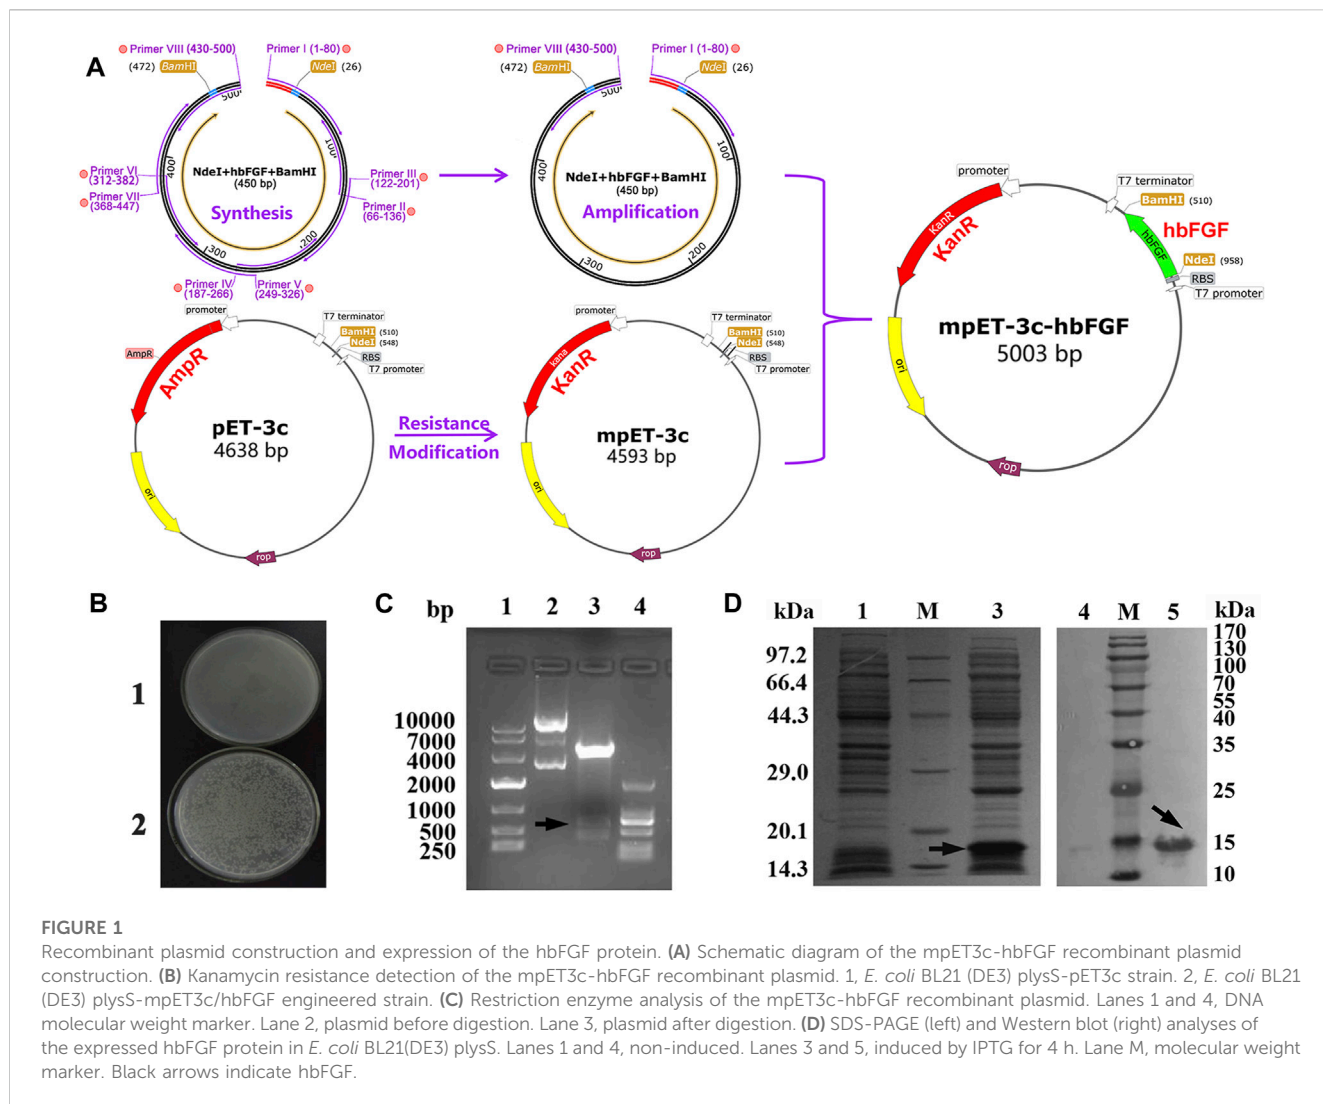 A
Primer VIII (430-500)
Primer I (1-80)
(472) BamHI
NdeI (26)
500
100
200
300
400
NdeI+hbFGF+BamHI
(450 bp)
Synthesis
Primer VI
(312-382)
Primer VII
(368-447)
Primer III
(122-201)
Primer II
(66-136)
Primer IV
(187-266)
Primer V
(249-326)
Primer VIII (430-500)
Primer I (1-80)
(472) BamHI
NdeI (26)
500
100
200
300
400
NdeI+hbFGF+BamHI
(450 bp)
Amplification
promoter
T7 terminator
BamHI (510)
NdeI (548)
RBS
T7 promoter
AmpR
AmpR
pET-3c
4638 bp
ori
rop
Resistance
Modification
promoter
T7 terminator
BamHI (510)
NdeI (548)
RBS
T7 promoter
kana
KanR
mpET-3c
4593 bp
ori
rop
promoter
T7 terminator
BamHI (510)
hbFGF
hbFGF
NdeI (958)
RBS
T7 promoter
KanR
KanR
mpET-3c-hbFGF
5003 bp
ori
rop
B
1
2
C
bp 1 2 3 4
10000
7000
4000
2000
1000
500
250
D
kDa 1 M 3
97.2
66.4
44.3
29.0
20.1
14.3
4 M 5 kDa
170
130
100
70
55
40
35
25
15
10
FIGURE 1
Recombinant plasmid construction and expression of the hbFGF protein. (A) Schematic diagram of the mpET3c-hbFGF recombinant plasmid
construction. (B) Kanamycin resistance detection of the mpET3c-hbFGF recombinant plasmid. 1, E. coli BL21 (DE3) plysS-pET3c strain. 2, E. coli BL21
(DE3) plysS-mpET3c/hbFGF engineered strain. (C) Restriction enzyme analysis of the mpET3c-hbFGF recombinant plasmid. Lanes 1 and 4, DNA
molecular weight marker. Lane 2, plasmid before digestion. Lane 3, plasmid after digestion. (D) SDS-PAGE (left) and Western blot (right) analyses of
the expressed hbFGF protein in E. coli BL21(DE3) plysS. Lanes 1 and 4, non-induced. Lanes 3 and 5, induced by IPTG for 4 h. Lane M, molecular weight
marker. Black arrows indicate hbFGF.